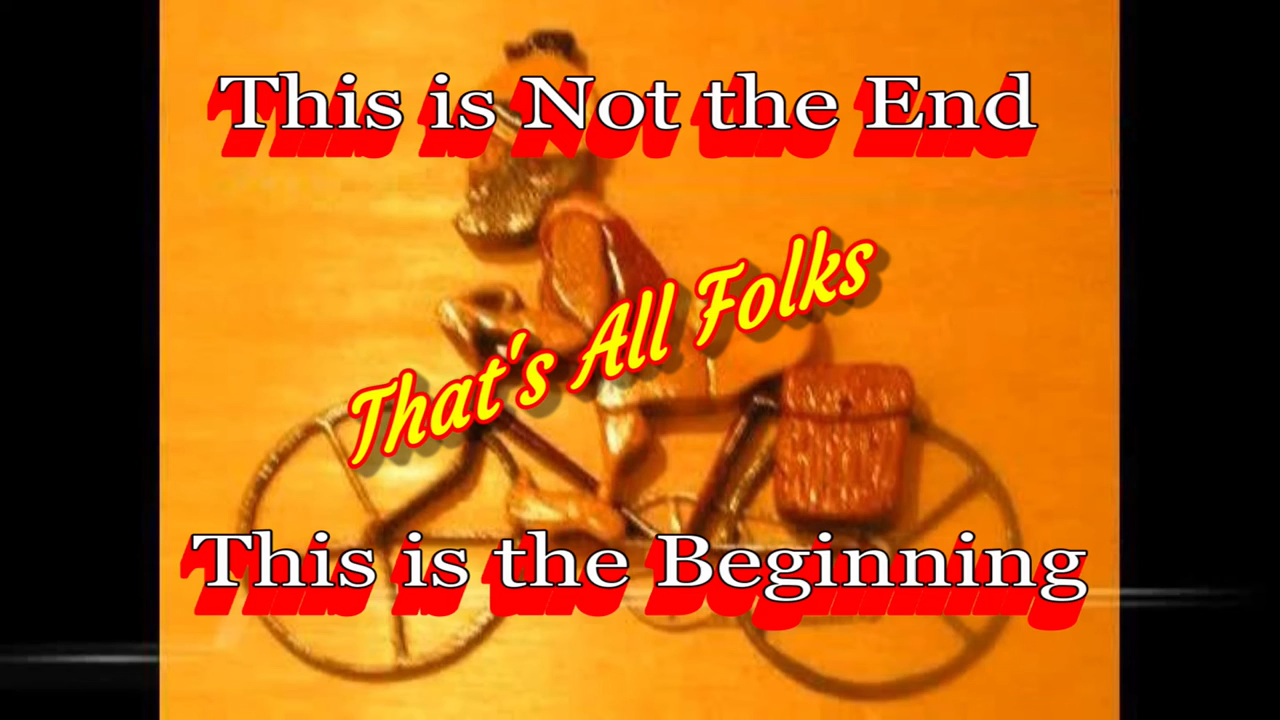 This is Not the End
That's All Folks
This is the Beginning